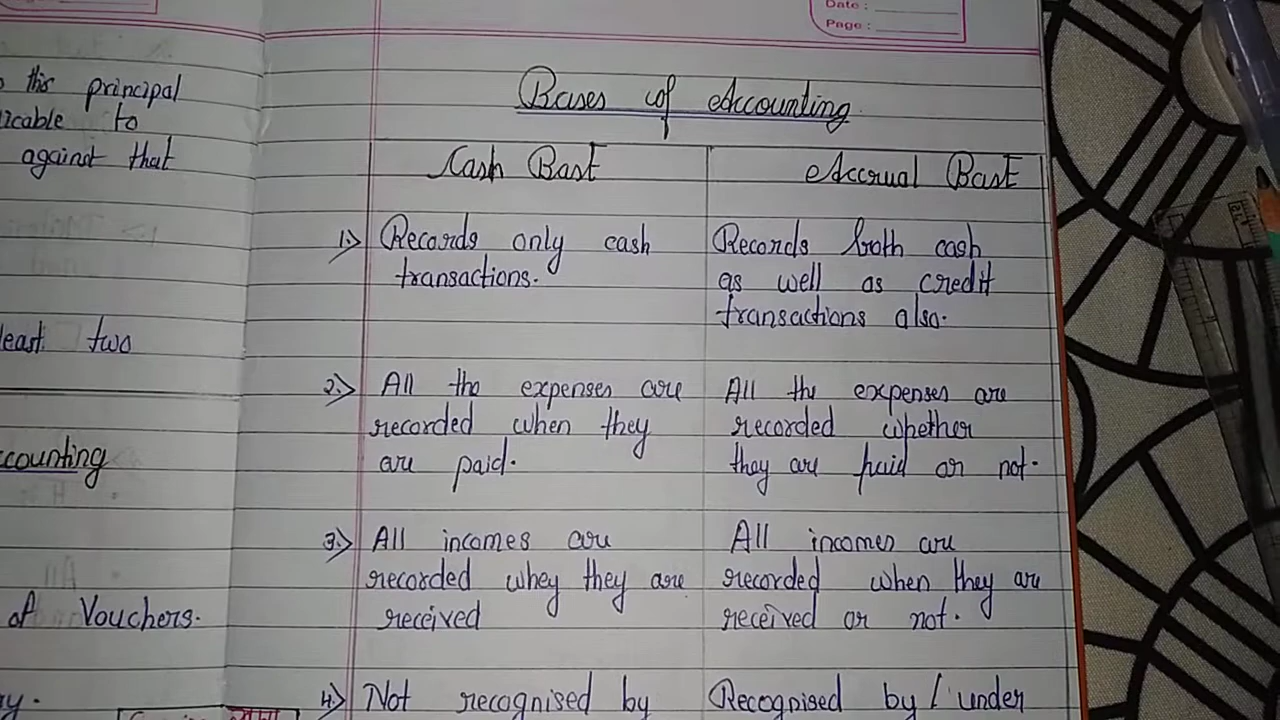 Date :
Page :
this principal
icable to
against that
least two
ccounting
of Vouchers.
y.
Bases of Accounting
Cash Bast
Accrual Bast
1.> Records only cash
transactions.
Records both cash
as well as credit
transactions also.
2.> All the expenses are
recorded when they
are paid.
All the expenses are
recorded whether
they are paid or not.
3.> All incomes are
recorded whey they are
received
All incomes are
recorded when they are
received or not.
4.> Not recognised by
Recognised by / under